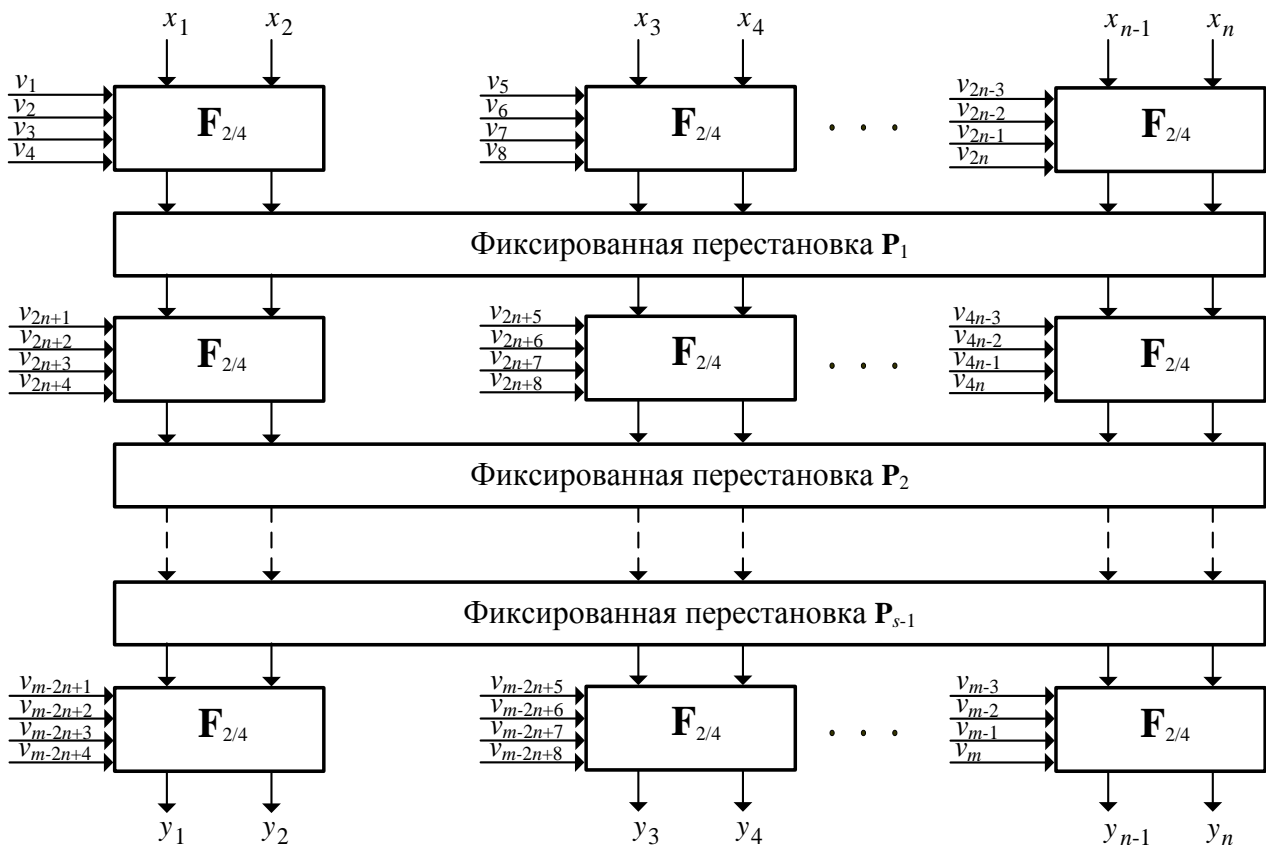 x1 x2 x3 x4 xn-1 xn
v1 v5 v2n-3
v2 F2/4 v6 F2/4 . . . v2n-2 F2/4
v3 v7 v2n-1
v4 v8 v2n
Фиксированная перестановка P1
v2n+1 v2n+5 v4n-3
v2n+2 F2/4 v2n+6 F2/4 . . . v4n-2 F2/4
v2n+3 v2n+7 v4n-1
v2n+4 v2n+8 v4n
Фиксированная перестановка P2
Фиксированная перестановка Ps-1
vm-2n+1 vm-2n+5 vm-3
vm-2n+2 F2/4 vm-2n+6 F2/4 . . . vm-2 F2/4
vm-2n+3 vm-2n+7 vm-1
vm-2n+4 vm-2n+8 vm
y1 y2 y3 y4 yn-1 yn